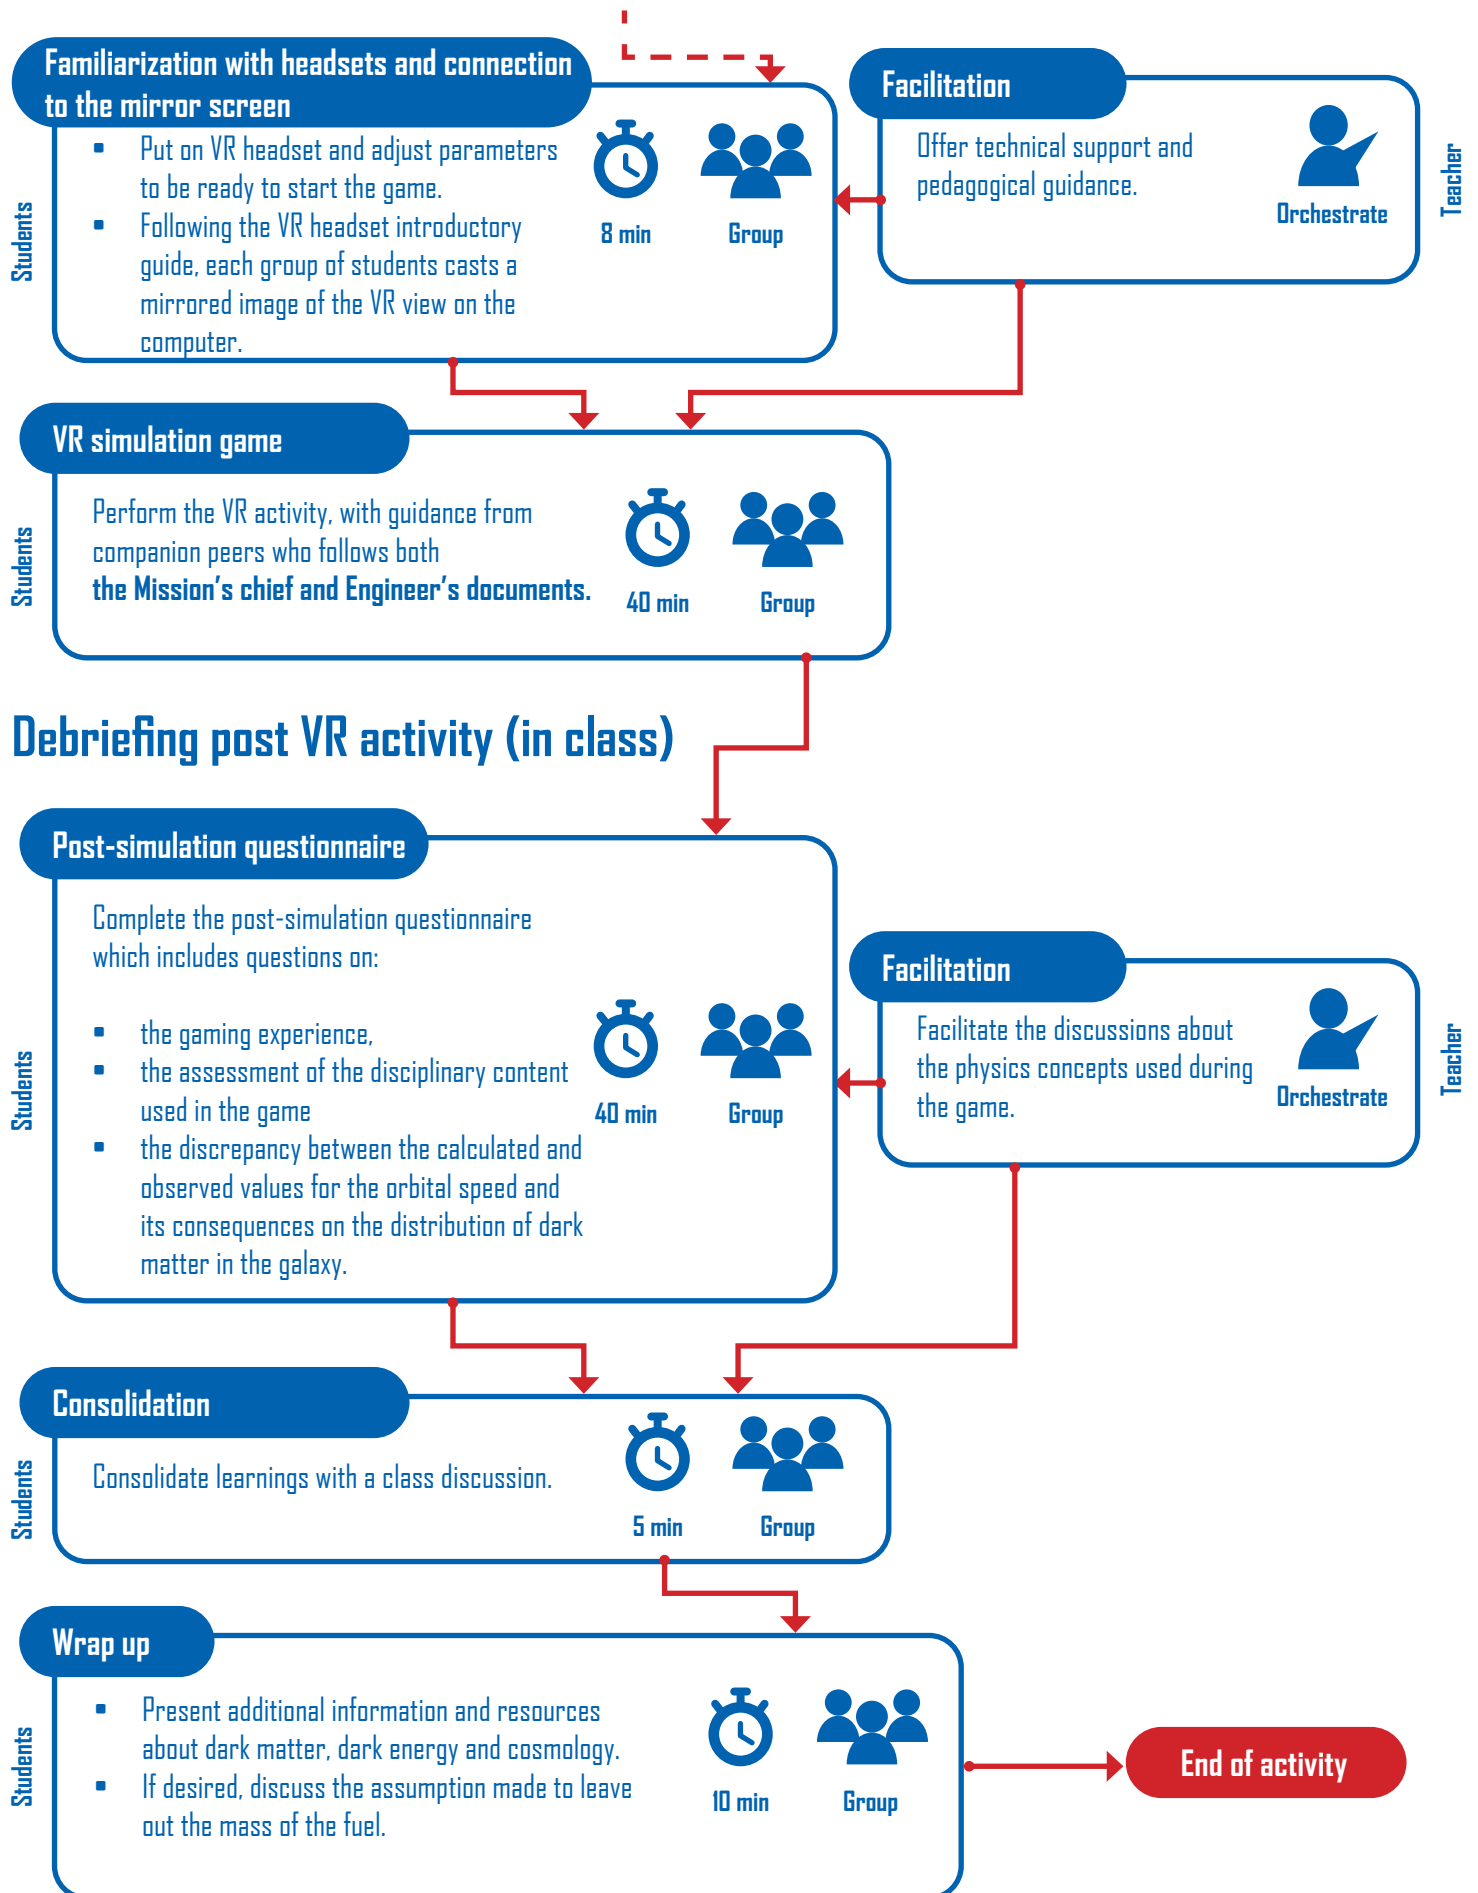 Familiarization with headsets and connection
to the mirror screen
Students
▪ Put on VR headset and adjust parameters
to be ready to start the game.
▪ Following the VR headset introductory
guide, each group of students casts a
mirrored image of the VR view on the
computer.
8 min
Group
Facilitation
Offer technical support and
pedagogical guidance.
Orchestrate
Teacher
VR simulation game
Students
Perform the VR activity, with guidance from
companion peers who follows both
the Mission's chief and Engineer's documents.
40 min
Group
Debriefing post VR activity (in class)
Post-simulation questionnaire
Students
Complete the post-simulation questionnaire
which includes questions on:
▪ the gaming experience,
▪ the assessment of the disciplinary content
used in the game
▪ the discrepancy between the calculated and
observed values for the orbital speed and
its consequences on the distribution of dark
matter in the galaxy.
40 min
Group
Facilitation
Facilitate the discussions about
the physics concepts used during
the game.
Orchestrate
Teacher
Consolidation
Students
Consolidate learnings with a class discussion.
5 min
Group
Wrap up
Students
▪ Present additional information and resources
about dark matter, dark energy and cosmology.
▪ If desired, discuss the assumption made to leave
out the mass of the fuel.
10 min
Group
End of activity